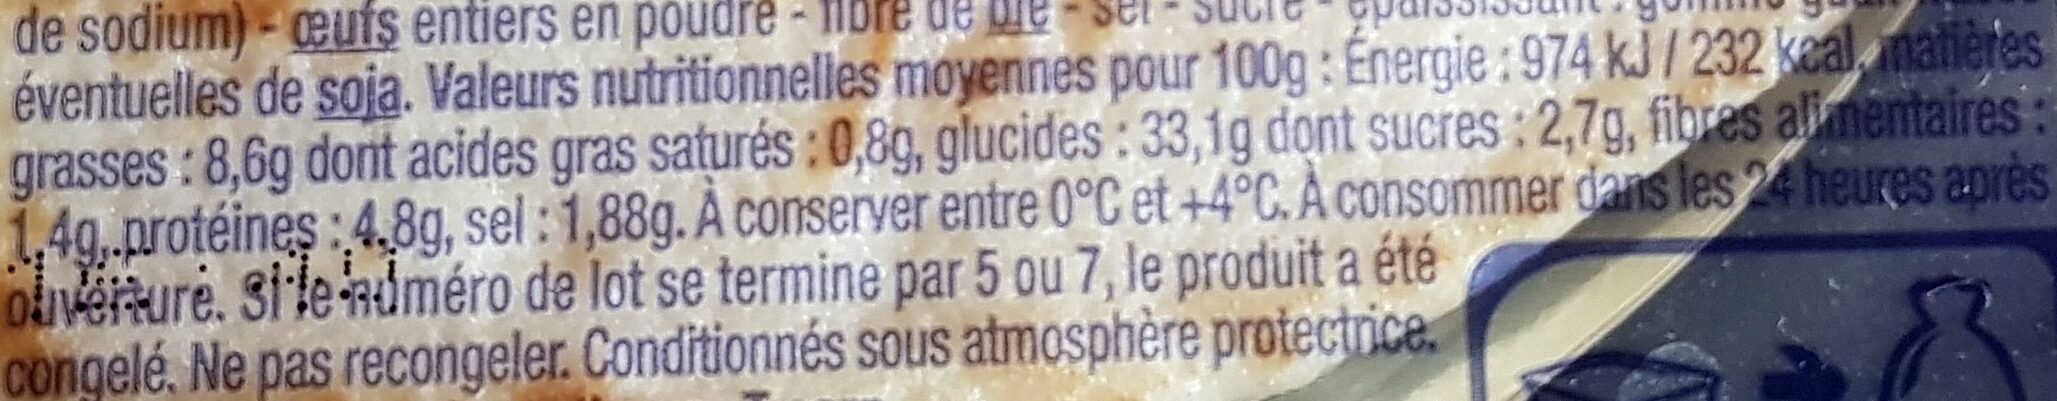 de sodium) - œufs entiers en poudre - fibre de blé - sel - sucre - épaississant :
éventuelles de soja. Valeurs nutritionnelles moyennes pour 100g : Énergie : 974 kJ / 232 kcal, matières
grasses : 8,6g dont acides gras saturés : 0,8g, glucides : 33,1g dont sucres : 2,7g, fibres alimentaires :
1,4g, protéines : 4,8g, sel : 1,88g. À conserver entre 0°C et +4°C. À consommer dans les 24 heures après
ouverture. Si le numéro de lot se termine par 5 ou 7, le produit a été
congelé. Ne pas recongeler. Conditionnés sous atmosphère protectrice.